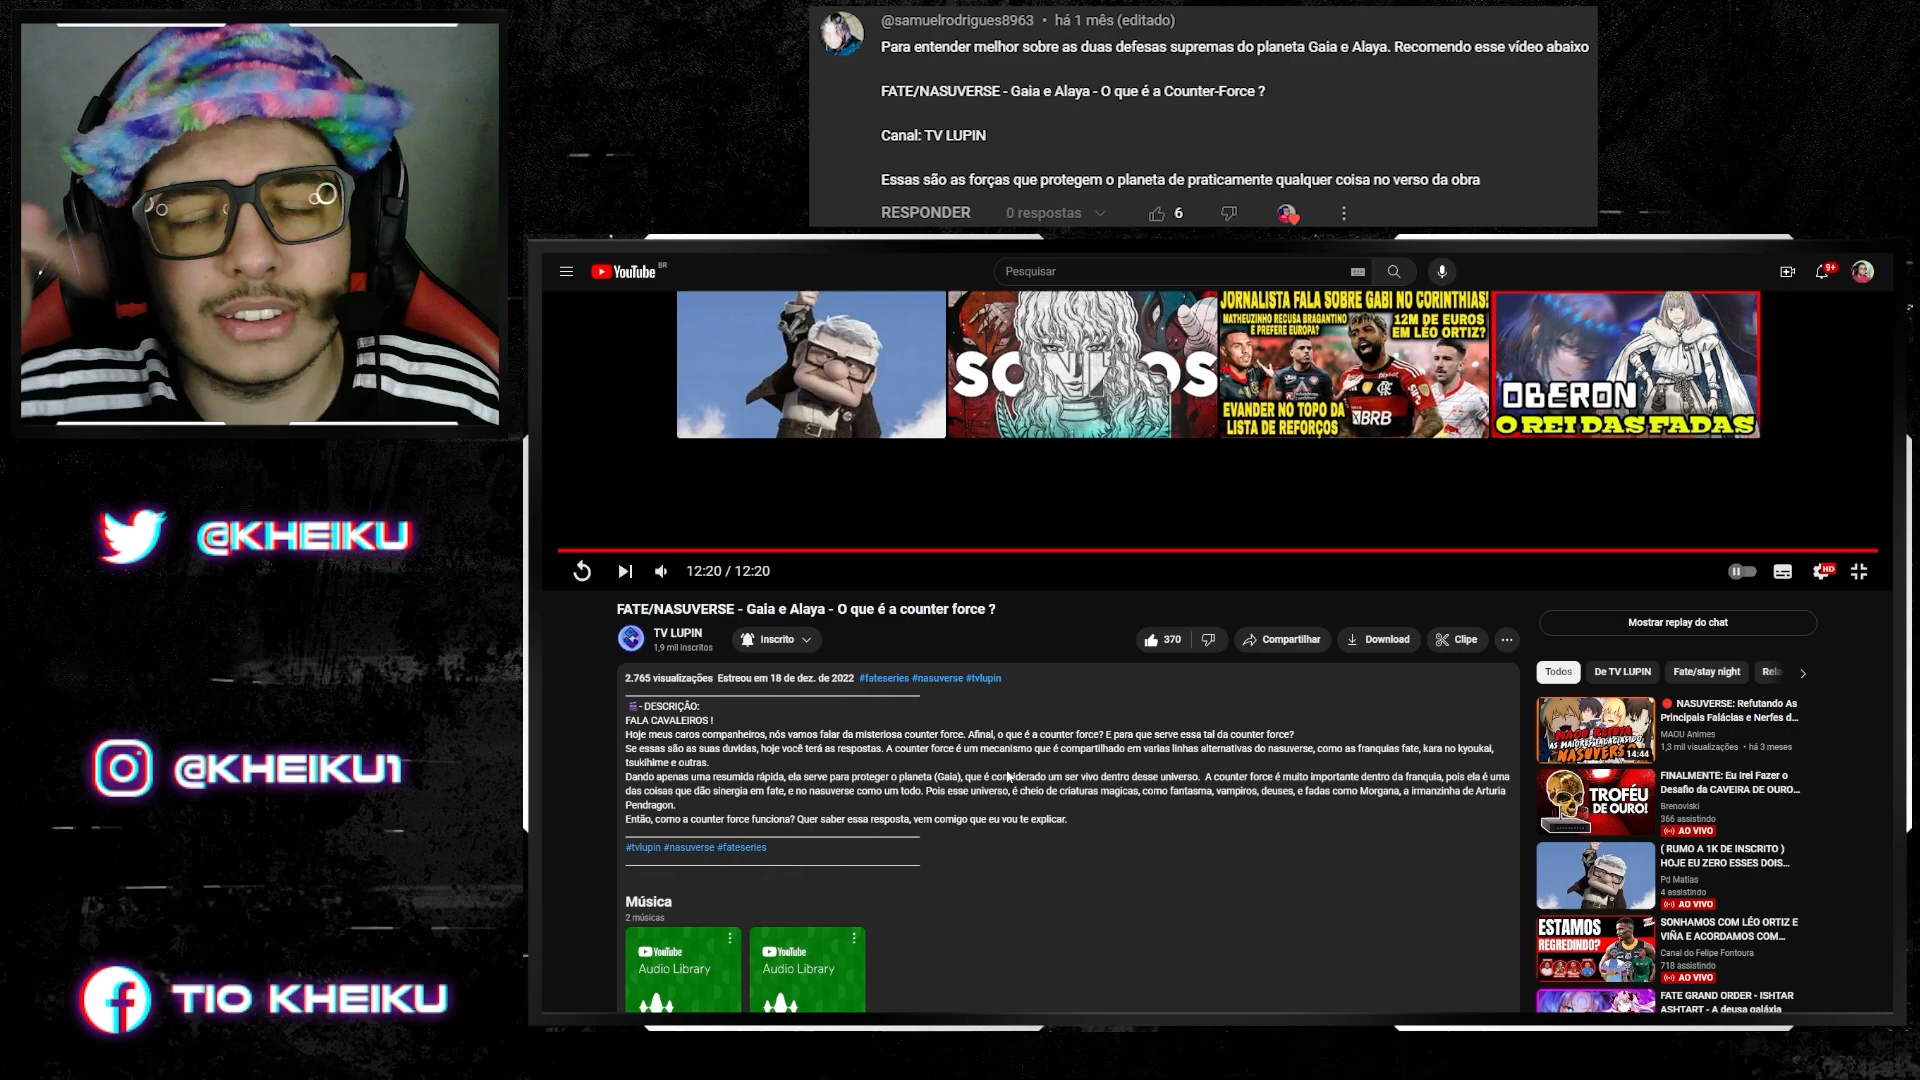 @samuelrodrigues8963 • há 1 mês (editado)
Para entender melhor sobre as duas defesas supremas do planeta Gaia e Alaya. Recomendo esse vídeo abaixo
FATE/NASUVERSE - Gaia e Alaya - O que é a Counter-Force ?
Canal: TV LUPIN
Essas são as forças que protegem o planeta de praticamente qualquer coisa no verso da obra
RESPONDER 0 respostas 6
YouTube BR
Pesquisar
9+
SONHOS
JORNALISTA FALA SOBRE GABI NO CORINTHIAS!
MATHEUZINHO RECUSA BRAGANTINO E PREFERE EUROPA?
12M DE EUROS EM LÉO ORTIZ?
EVANDER NO TOPO DA LISTA DE REFORÇOS
BRB
OBERON
O REI DAS FADAS
12:20 / 12:20
HD
FATE/NASUVERSE - Gaia e Alaya - O que é a counter force ?
TV LUPIN
1,9 mil inscritos
Inscrito
370
Compartilhar
Download
Clipe
2.765 visualizações Estreou em 18 de dez. de 2022 #fateseries #nasuverse #tvlupin
- DESCRIÇÃO:
FALA CAVALEIROS !
Hoje meus caros companheiros, nós vamos falar da misteriosa counter force. Afinal, o que é a counter force? E para que serve essa tal da counter force?
Se essas são as suas duvidas, hoje você terá as respostas. A counter force é um mecanismo que é compartilhado em varias linhas alternativas do nasuverse, como as franquias fate, kara no kyoukai,
tsukihime e outras.
Dando apenas uma resumida rápida, ela serve para proteger o planeta (Gaia), que é considerado um ser vivo dentro desse universo. A counter force é muito importante dentro da franquia, pois ela é uma
das coisas que dão sinergia em fate, e no nasuverse como um todo. Pois esse universo, é cheio de criaturas magicas, como fantasma, vampiros, deuses, e fadas como Morgana, a irmanzinha de Arturia
Pendragon.
Então, como a counter force funciona? Quer saber essa resposta, vem comigo que eu vou te explicar.
#tvlupin #nasuverse #fateseries
Música
2 músicas
YouTube
Audio Library
YouTube
Audio Library
Mostrar replay do chat
Todos
De TV LUPIN
Fate/stay night
Rela
NASUVERSE: Refutando As
Principais Falácias e Nerfes d...
MAOU Animes
1,3 mil visualizações • há 3 meses
14:44
FINALMENTE: Eu Irei Fazer o
Desafio da CAVEIRA DE OURO...
Brenoviski
366 assistindo
AO VIVO
TROFÉU
DE OURO!
( RUMO A 1K DE INSCRITO )
HOJE EU ZERO ESSES DOIS...
Pd Matias
4 assistindo
AO VIVO
ESTAMOS
REGREDINDO?
SONHAMOS COM LÉO ORTIZ E
VIÑA E ACORDAMOS COM...
Canal do Felipe Fontoura
718 assistindo
AO VIVO
FATE GRAND ORDER - ISHTAR
ASHTART - A deusa galáxia
@KHEIKU
@KHEIKU1
TIO KHEIKU